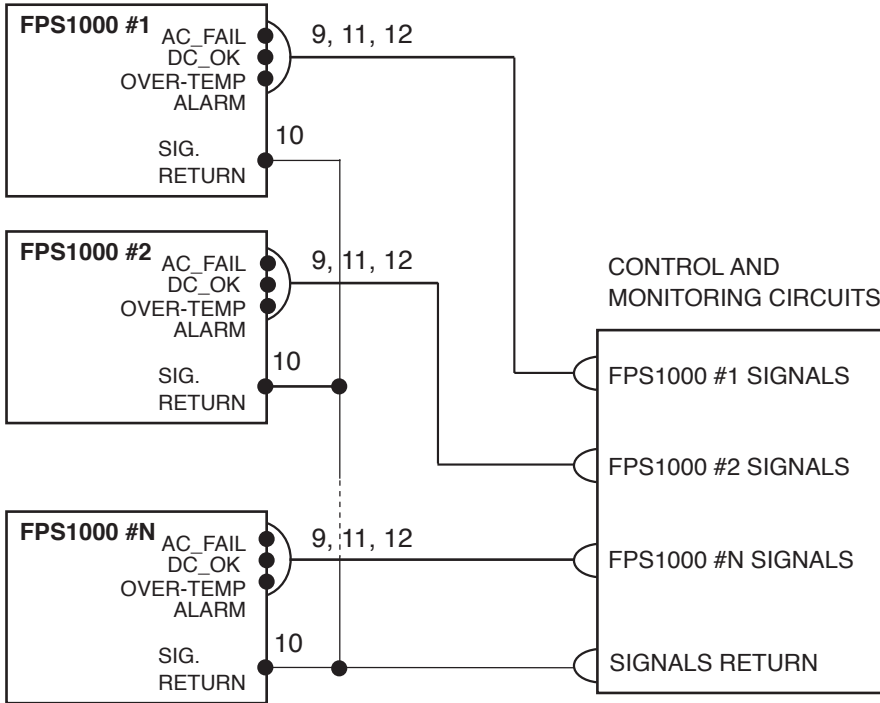 FPS1000 #1
AC_FAIL
DC_OK
OVER-TEMP
ALARM
9, 11, 12
SIG.
RETURN
10
FPS1000 #2
AC_FAIL
DC_OK
OVER-TEMP
ALARM
9, 11, 12
SIG.
RETURN
10
FPS1000 #N
AC_FAIL
DC_OK
OVER-TEMP
ALARM
9, 11, 12
SIG.
RETURN
10
CONTROL AND
MONITORING CIRCUITS
FPS1000 #1 SIGNALS
FPS1000 #2 SIGNALS
FPS1000 #N SIGNALS
SIGNALS RETURN